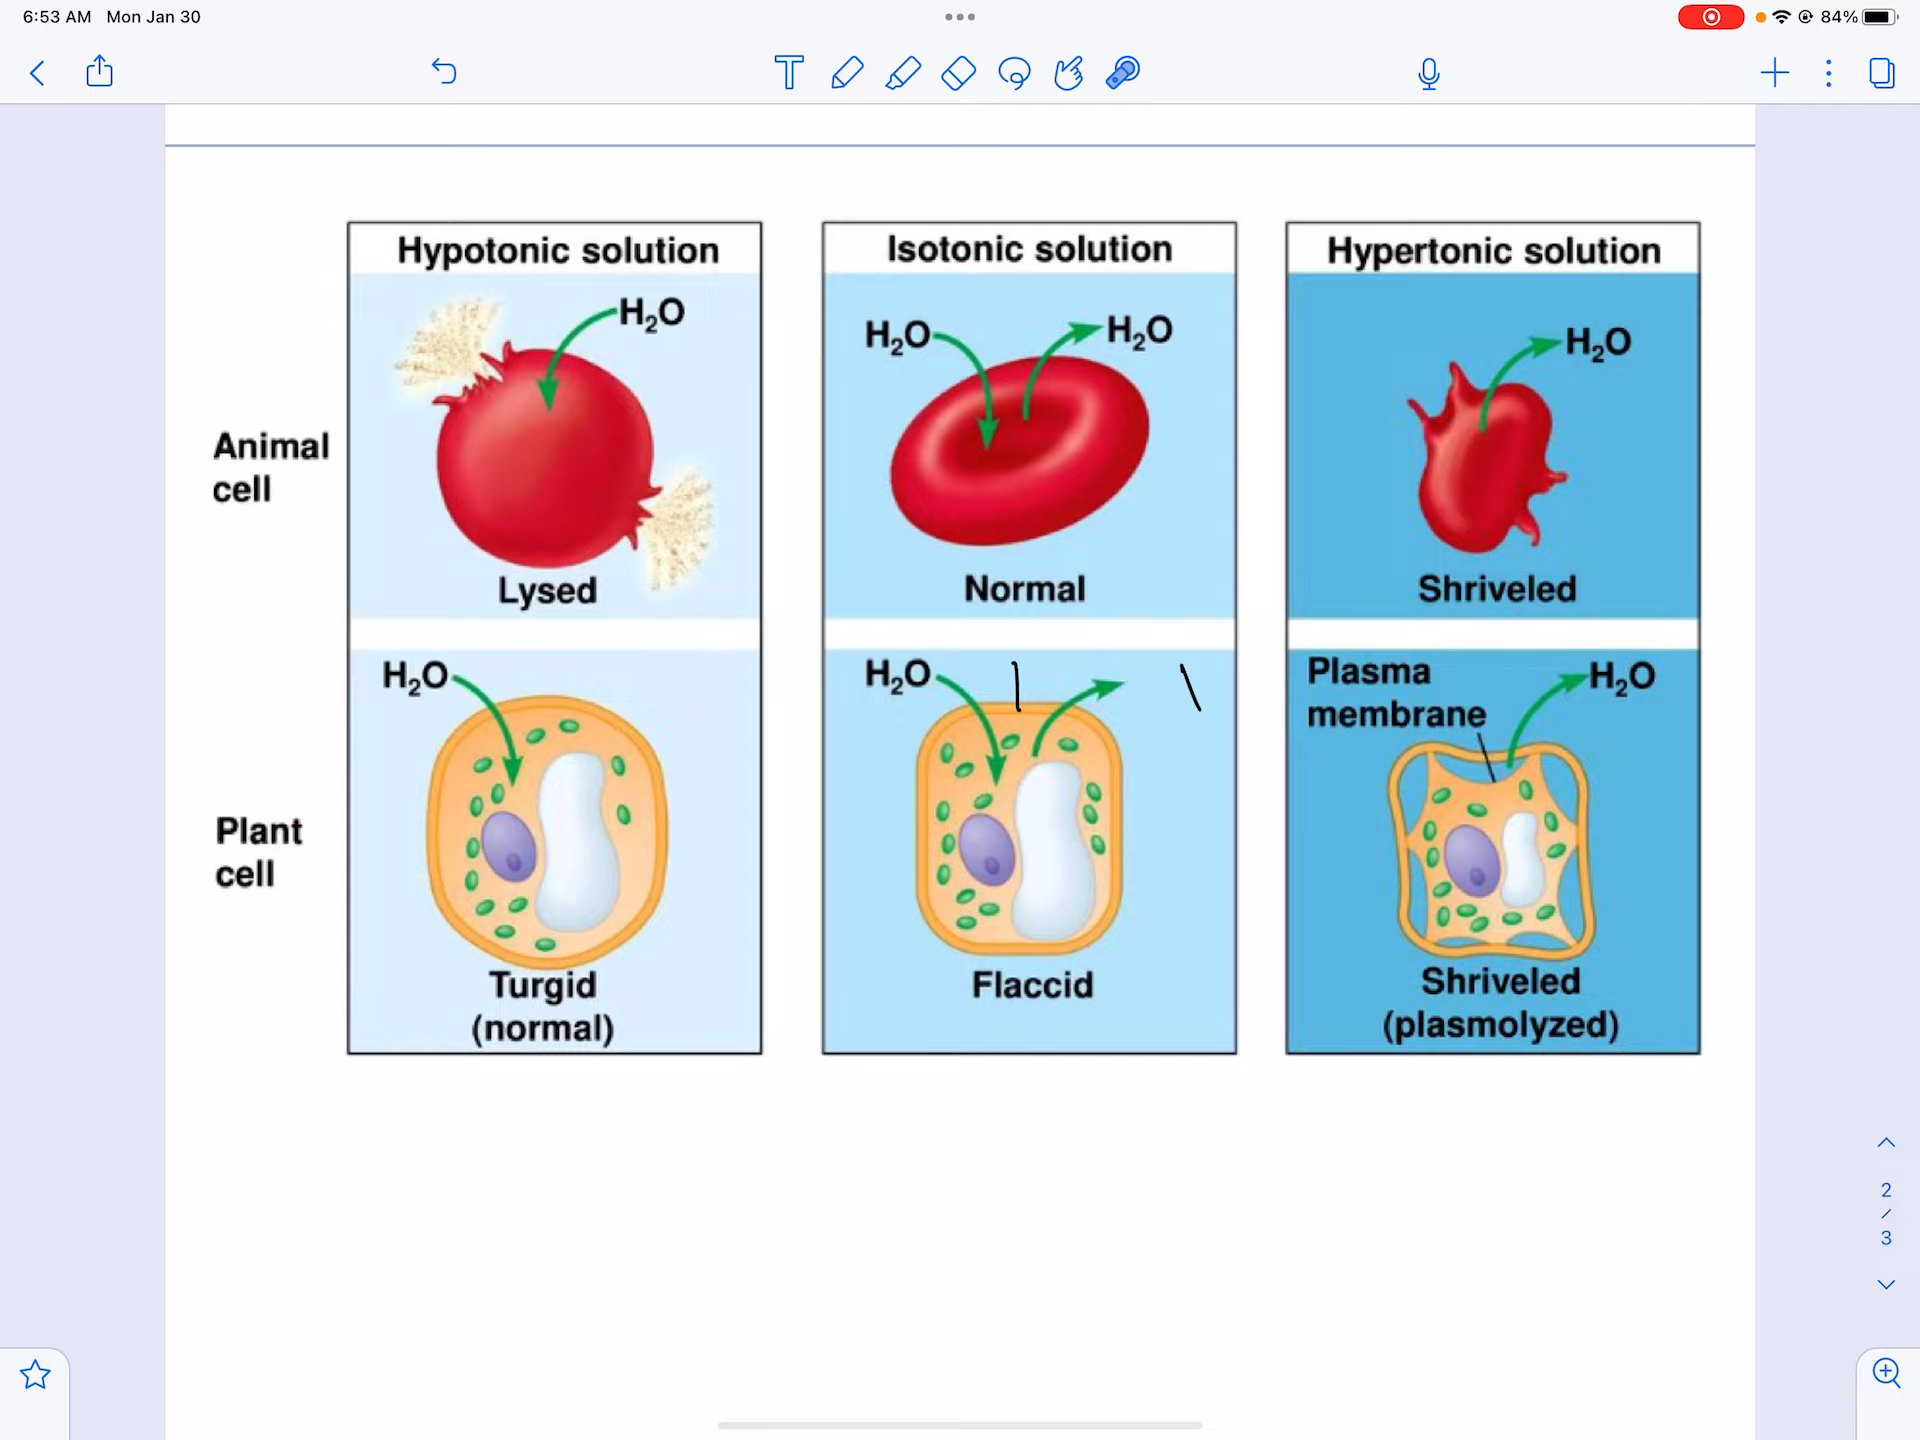 6:53 AM Mon Jan 30
84%
Hypotonic solution
Isotonic solution
Hypertonic solution
Animal
cell
H₂O
Lysed
H₂O
H₂O
Normal
H₂O
Shriveled
Plant
cell
H₂O
Turgid
(normal)
H₂O
Flaccid
Plasma
membrane
H₂O
Shriveled
(plasmolyzed)
2
/
3